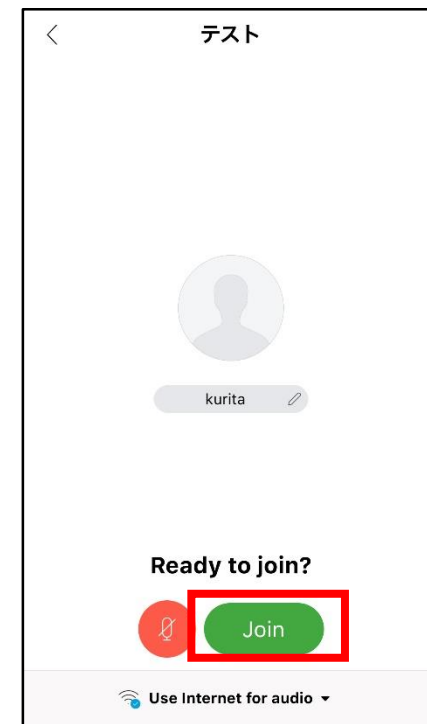 テスト
kurita
Ready to join?
Join
Use Internet for audio